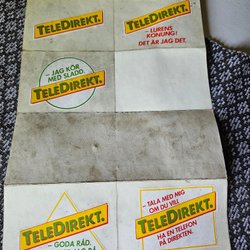 TELEDIREKT.
TELEDIREKT.
– LURENS
KONUNG!
DET ÄR JAG DET.
– JAG KÖR
MED SLADD.
TELEDIREKT.
TELEDIREKT.
– GODA RÅD.
– TALA MED MIG
OM DU VILL
TELEDIREKT.
HA EN TELEFON
PÅ DIREKTEN.